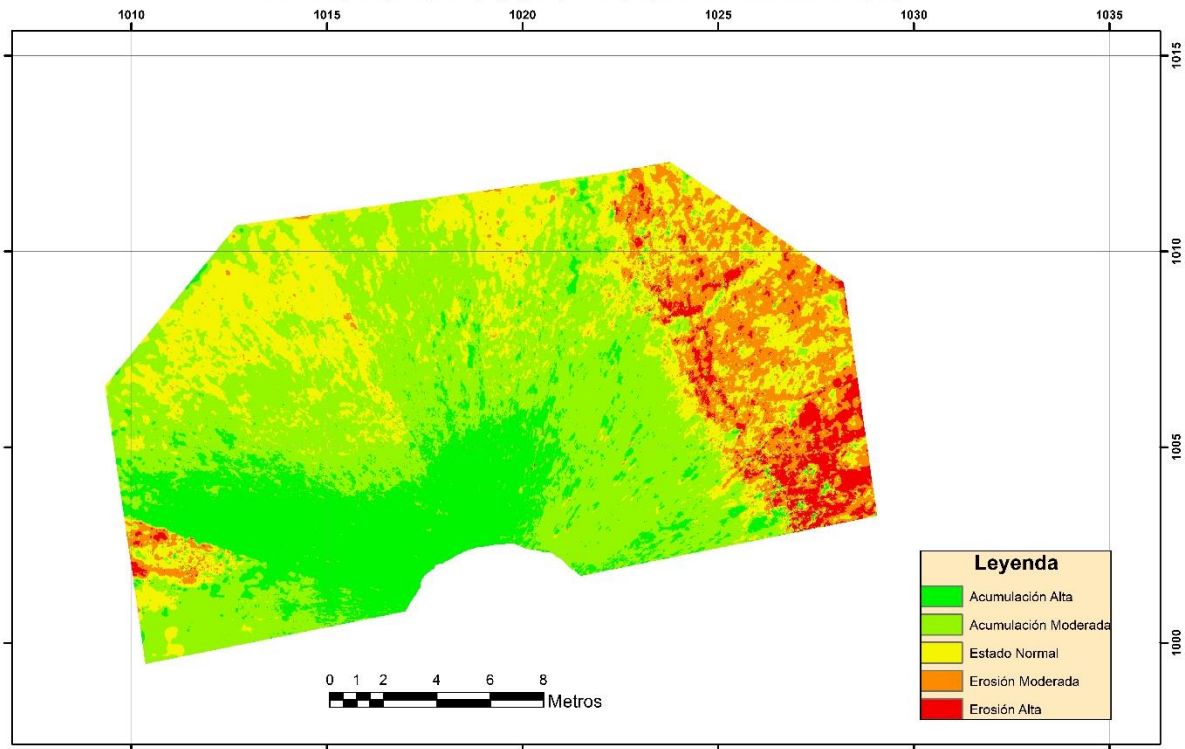 1010 1015 1020 1025 1030 1035
1015
1010
1005
1000
Leyenda
Acumulación Alta
Acumulación Moderada
Estado Normal
Erosión Moderada
Erosión Alta
0 1 2 4 6 8
Metros